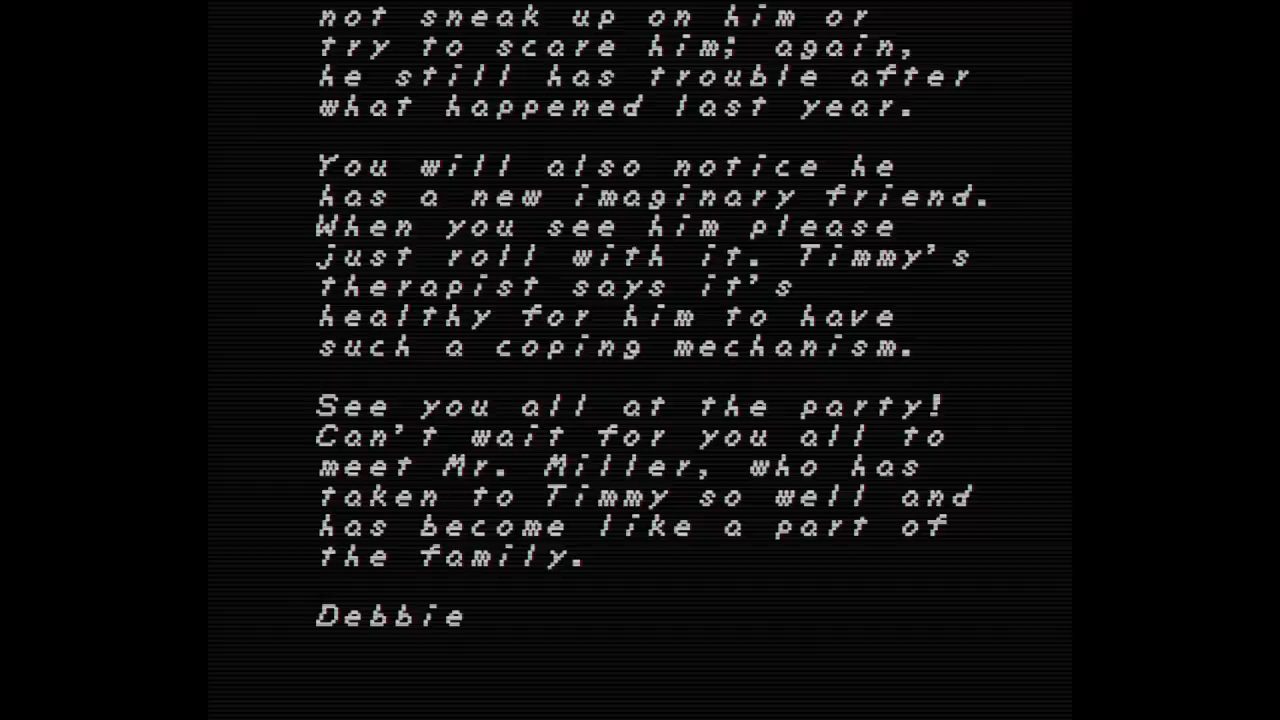 not sneak up on him or
try to scare him; again,
he still has trouble after
what happened last year.
You will also notice he
has a new imaginary friend.
When you see him please
just roll with it. Timmy's
therapist says it's
healthy for him to have
such a coping mechanism.
See you all at the party!
Can't wait for you all to
meet Mr. Miller, who has
taken to Timmy so well and
has become like a part of
the family.
Debbie